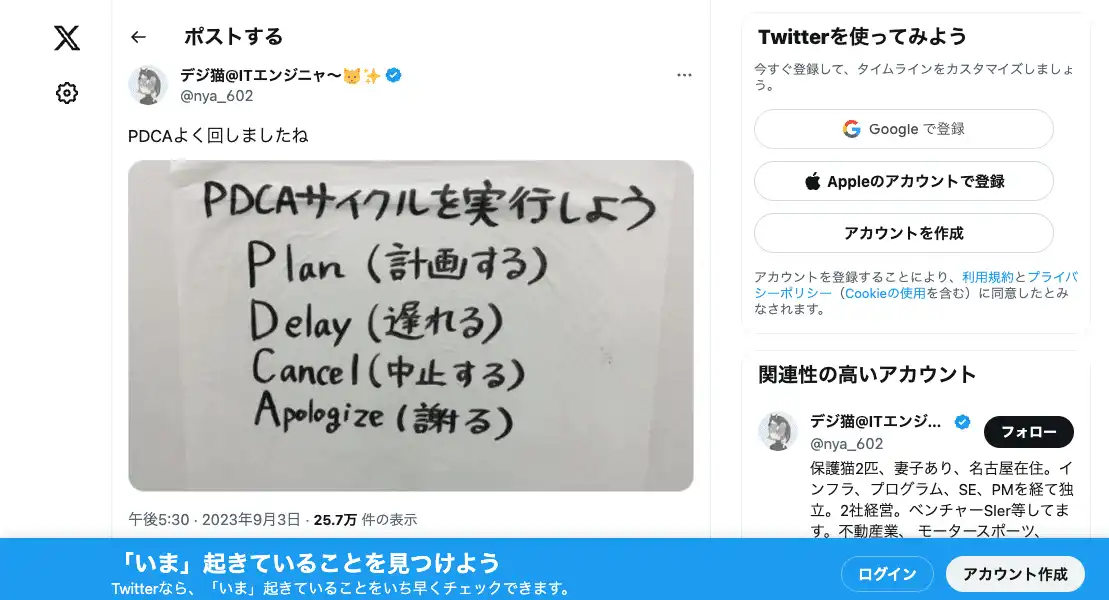 ポストする
デジ猫@ITエンジニャ〜🐱✨
@nya_602
PDCAよく回しましたね
PDCAサイクルを実行しよう
Plan (計画する)
Delay (遅れる)
Cancel (中止する)
Apologize (謝る)
午後5:30 · 2023年9月3日 · 25.7万 件の表示
Twitterを使ってみよう
今すぐ登録して、タイムラインをカスタマイズしましょ
う。
Google で登録
Appleのアカウントで登録
アカウントを作成
アカウントを登録することにより、利用規約とプライバ
シーポリシー（Cookieの使用を含む）に同意したとみ
なされます。
関連性の高いアカウント
デジ猫@ITエンジ...
@nya_602
フォロー
保護猫2匹、妻子あり、名古屋在住。イ
ンフラ、プログラム、SE、PMを経て独
立。2社経営。ベンチャーSIer等してま
す。不動産業、 モータースポーツ、
「いま」起きていることを見つけよう
Twitterなら、「いま」起きていることをいち早くチェックできます。
ログイン
アカウント作成